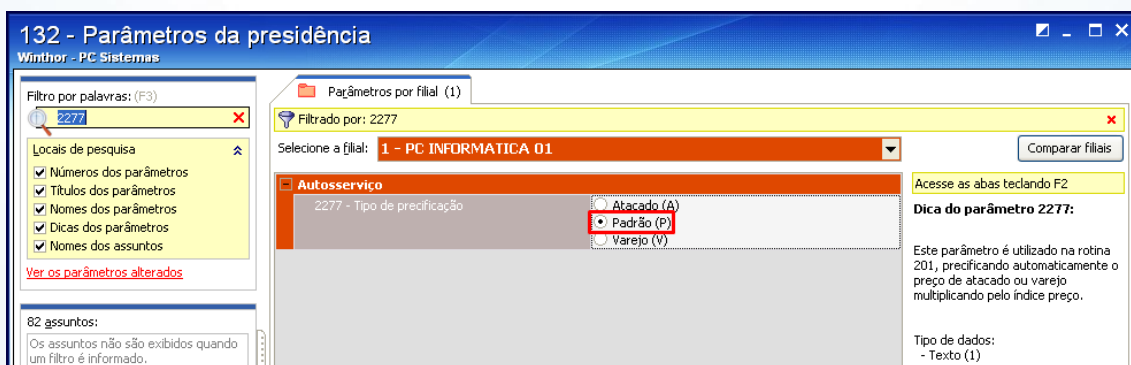 132 - Parâmetros da presidência
Winthor - PC Sistemas
Filtro por palavras: (F3)
2277
Locais de pesquisa
Números dos parâmetros
Títulos dos parâmetros
Nomes dos parâmetros
Dicas dos parâmetros
Nomes dos assuntos
Ver os parâmetros alterados
82 assuntos:
Os assuntos não são exibidos quando
um filtro é informado.
Parâmetros por filial (1)
Filtrado por: 2277
Selecione a filial: 1 - PC INFORMATICA 01
Comparar filiais
Autosserviço
2277 - Tipo de precificação
Atacado (A)
Padrão (P)
Varejo (V)
Acesse as abas teclando F2
Dica do parâmetro 2277:
Este parâmetro é utilizado na rotina
201, precificando automaticamente o
preço de atacado ou varejo
multiplicando pelo índice preço.
Tipo de dados:
- Texto (1)